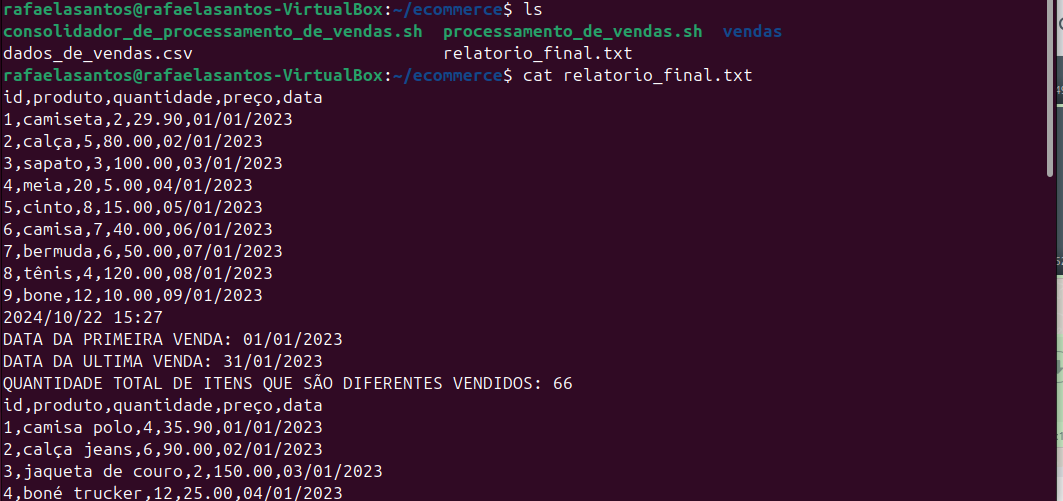 rafaelasantos@rafaelasantos-VirtualBox:~/ecommerce$ ls
consolidador_de_processamento_de_vendas.sh processamento_de_vendas.sh vendas
dados_de_vendas.csv relatorio_final.txt
rafaelasantos@rafaelasantos-VirtualBox:~/ecommerce$ cat relatorio_final.txt
id,produto,quantidade,preço,data
1,camiseta,2,29.90,01/01/2023
2,calça,5,80.00,02/01/2023
3,sapato,3,100.00,03/01/2023
4,meia,20,5.00,04/01/2023
5,cinto,8,15.00,05/01/2023
6,camisa,7,40.00,06/01/2023
7,bermuda,6,50.00,07/01/2023
8,tênis,4,120.00,08/01/2023
9,bone,12,10.00,09/01/2023
2024/10/22 15:27
DATA DA PRIMEIRA VENDA: 01/01/2023
DATA DA ULTIMA VENDA: 31/01/2023
QUANTIDADE TOTAL DE ITENS QUE SÃO DIFERENTES VENDIDOS: 66
id,produto,quantidade,preço,data
1,camisa polo,4,35.90,01/01/2023
2,calça jeans,6,90.00,02/01/2023
3,jaqueta de couro,2,150.00,03/01/2023
4,boné trucker,12,25.00,04/01/2023